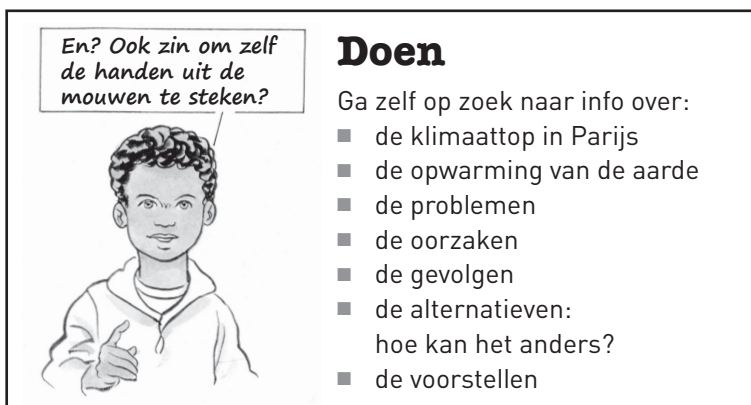 En? Ook zin om zelf
de handen uit de
mouwen te steken?
Doen
Ga zelf op zoek naar info over:
■ de klimaattop in Parijs
■ de opwarming van de aarde
■ de problemen
■ de oorzaken
■ de gevolgen
■ de alternatieven:
hoe kan het anders?
■ de voorstellen